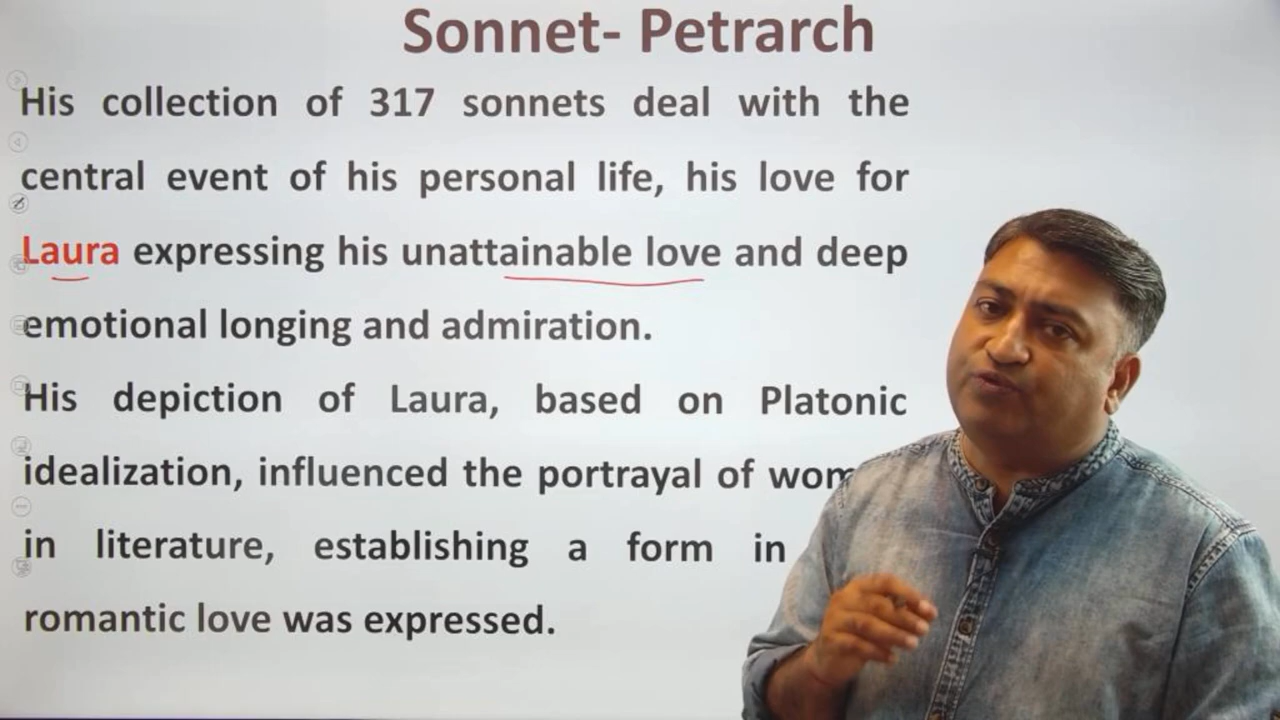 Sonnet- Petrarch
His collection of 317 sonnets deal with the
central event of his personal life, his love for
Laura expressing his unattainable love and deep
emotional longing and admiration.
His depiction of Laura, based on Platonic
idealization, influenced the portrayal of
in literature, establishing a form in
romantic love was expressed.